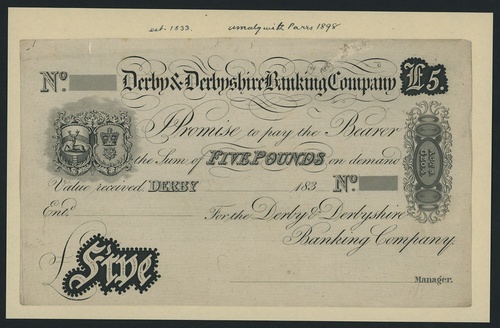 est. 1833. amalg with Parrs 1898
No. Derby & Derbyshire Banking Company £5
I Promise to pay the Bearer
the Sum of FIVE POUNDS on demand
Value received, DERBY 183 No.
Entd. For the Derby & Derbyshire
Banking Company.
£ Five
Manager.